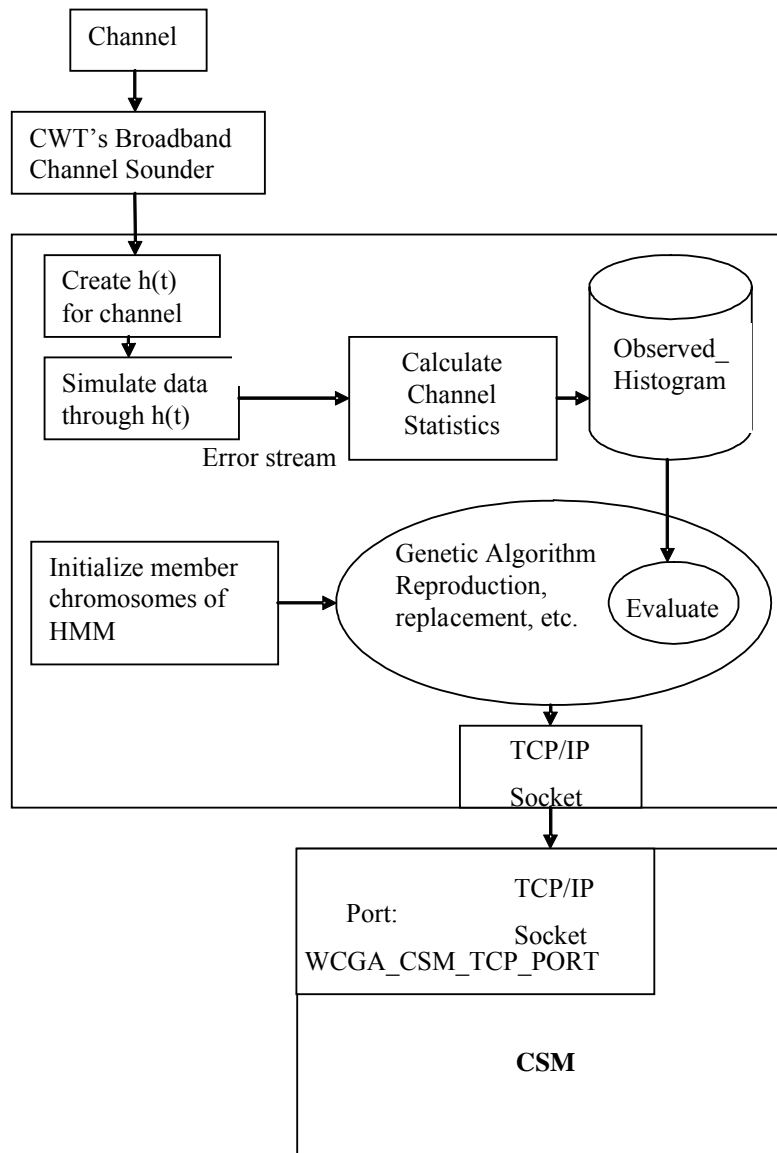 Channel
CWT's Broadband
Channel Sounder
Create h(t)
for channel
Simulate data
through h(t)
Error stream
Calculate
Channel
Statistics
Observed_
Histogram
Initialize member
chromosomes of
HMM
Genetic Algorithm
Reproduction,
replacement, etc.
Evaluate
TCP/IP
Socket
TCP/IP
Port:
Socket
WCGA_CSM_TCP_PORT
CSM